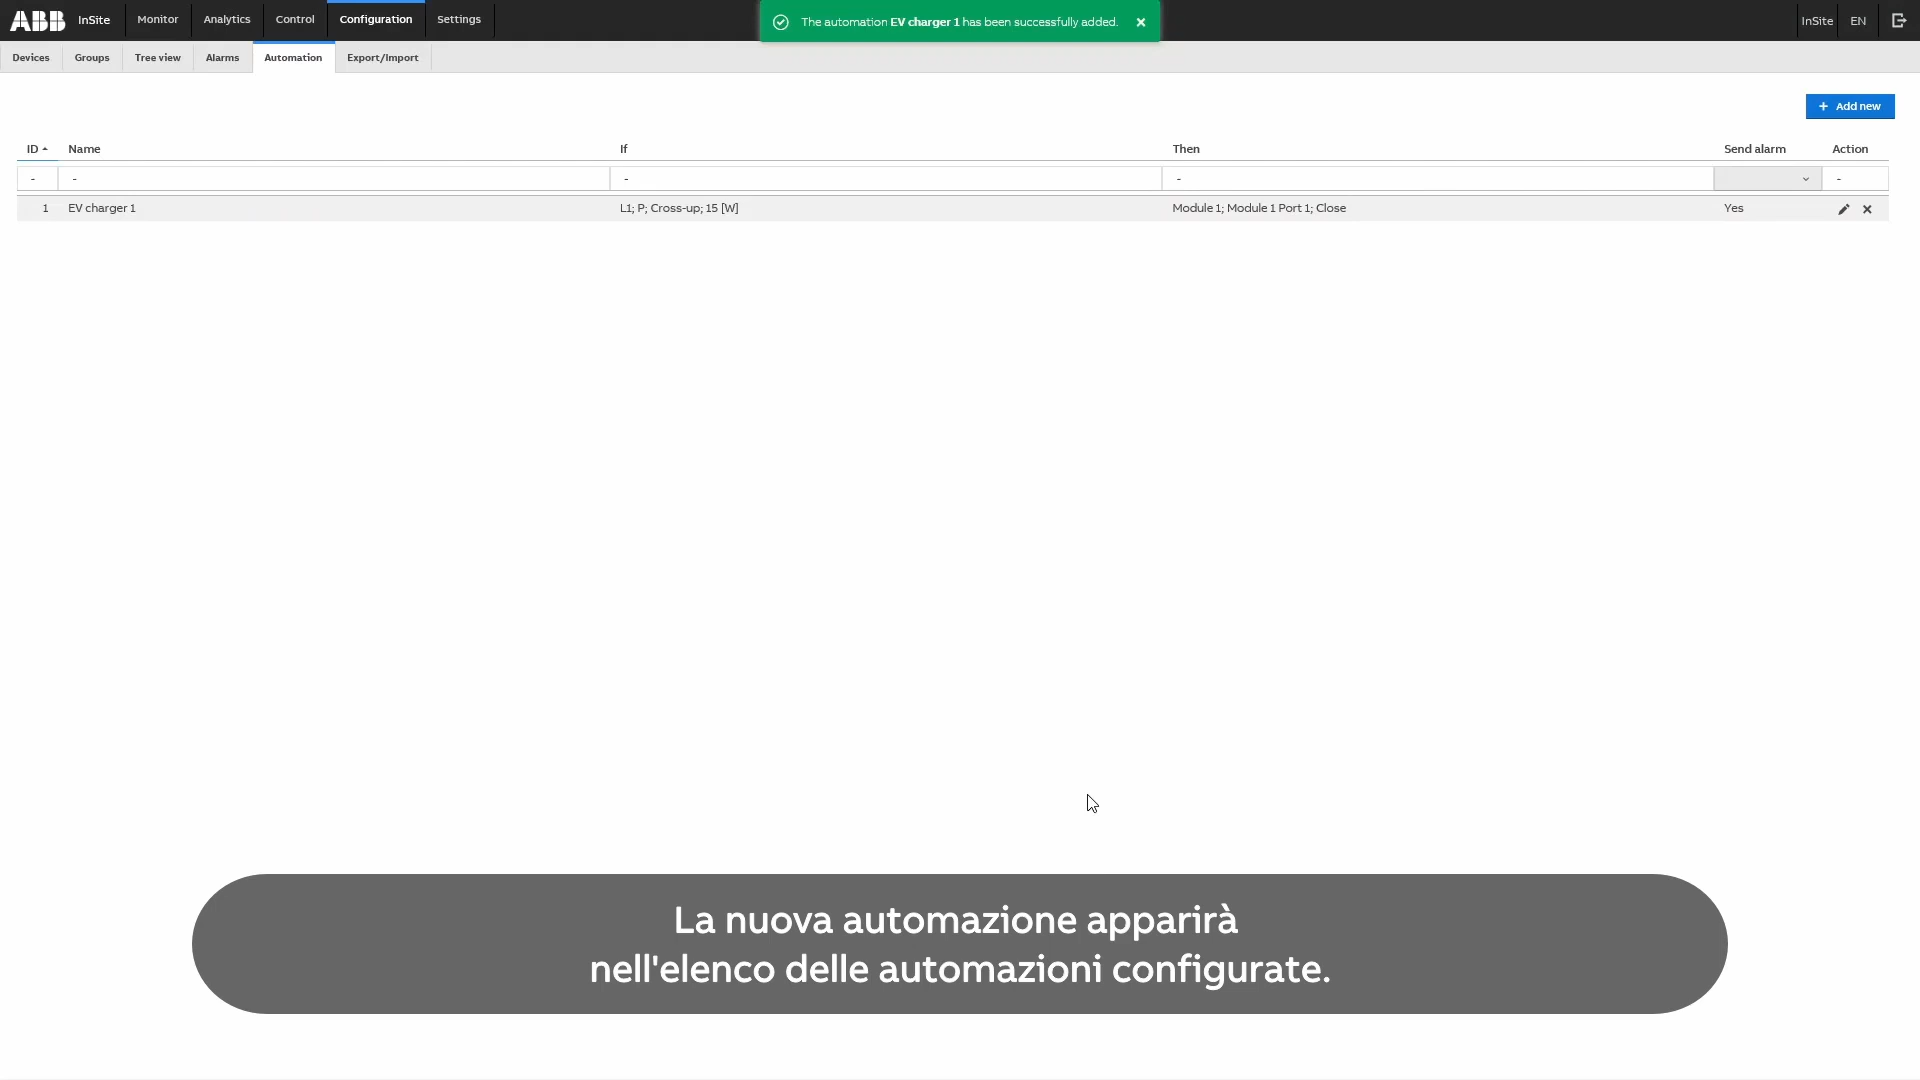 ABB InSite Monitor Analytics Control Configuration Settings
The automation EV charger 1 has been successfully added.
InSite EN
Devices Groups Tree view Alarms Automation Export/Import
+ Add new
ID Name If Then Send alarm Action
- - - - -
1 EV charger 1 L1; P; Cross-up; 15 [W] Module 1; Module 1 Port 1; Close Yes
La nuova automazione apparirà
nell'elenco delle automazioni configurate.